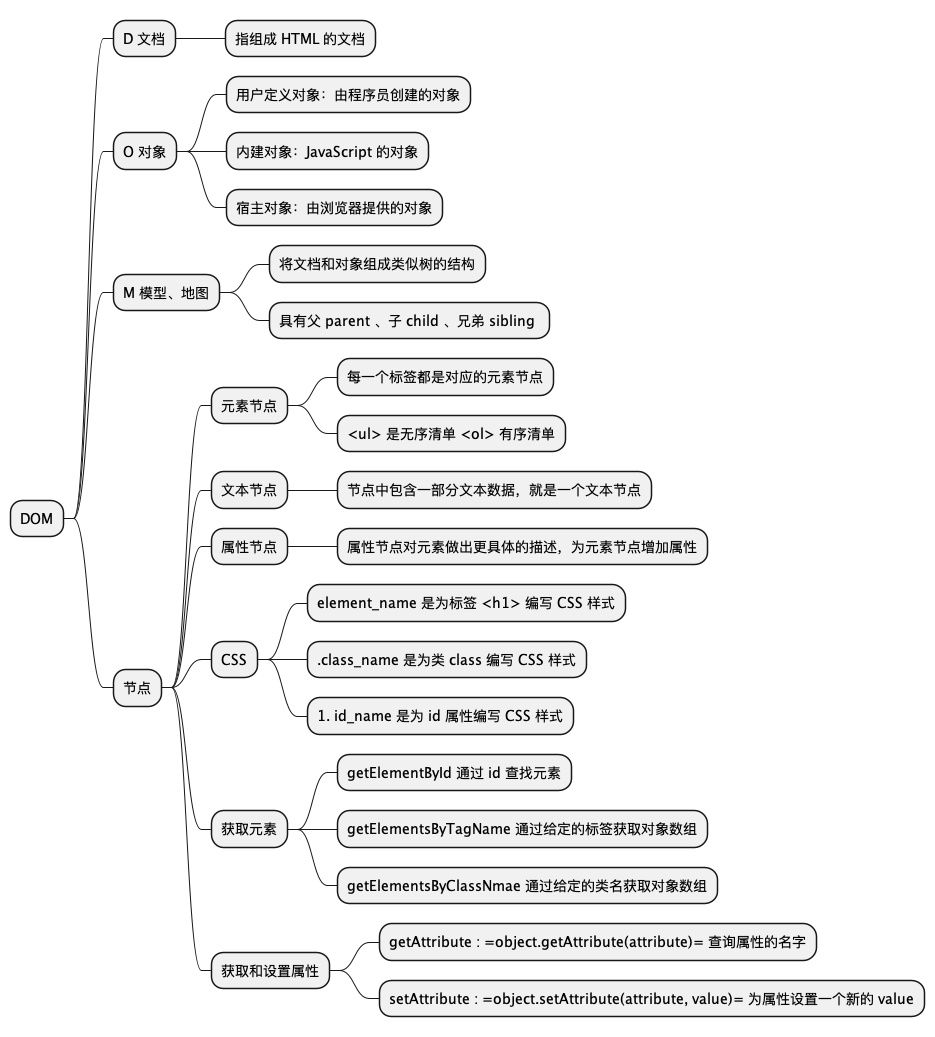 DOM
D 文档
指组成 HTML 的文档
O 对象
用户定义对象：由程序员创建的对象
内建对象：JavaScript 的对象
宿主对象：由浏览器提供的对象
M 模型、地图
将文档和对象组成类似树的结构
具有父 parent 、子 child 、兄弟 sibling
节点
元素节点
每一个标签都是对应的元素节点
<ul> 是无序清单 <ol> 有序清单
文本节点
节点中包含一部分文本数据，就是一个文本节点
属性节点
属性节点对元素做出更具体的描述，为元素节点增加属性
CSS
element_name 是为标签 <h1> 编写 CSS 样式
.class_name 是为类 class 编写 CSS 样式
1. id_name 是为 id 属性编写 CSS 样式
获取元素
getElementById 通过 id 查找元素
getElementsByTagName 通过给定的标签获取对象数组
getElementsByClassNmae 通过给定的类名获取对象数组
获取和设置属性
getAttribute : =object.getAttribute(attribute)= 查询属性的名字
setAttribute : =object.setAttribute(attribute, value)= 为属性设置一个新的 value